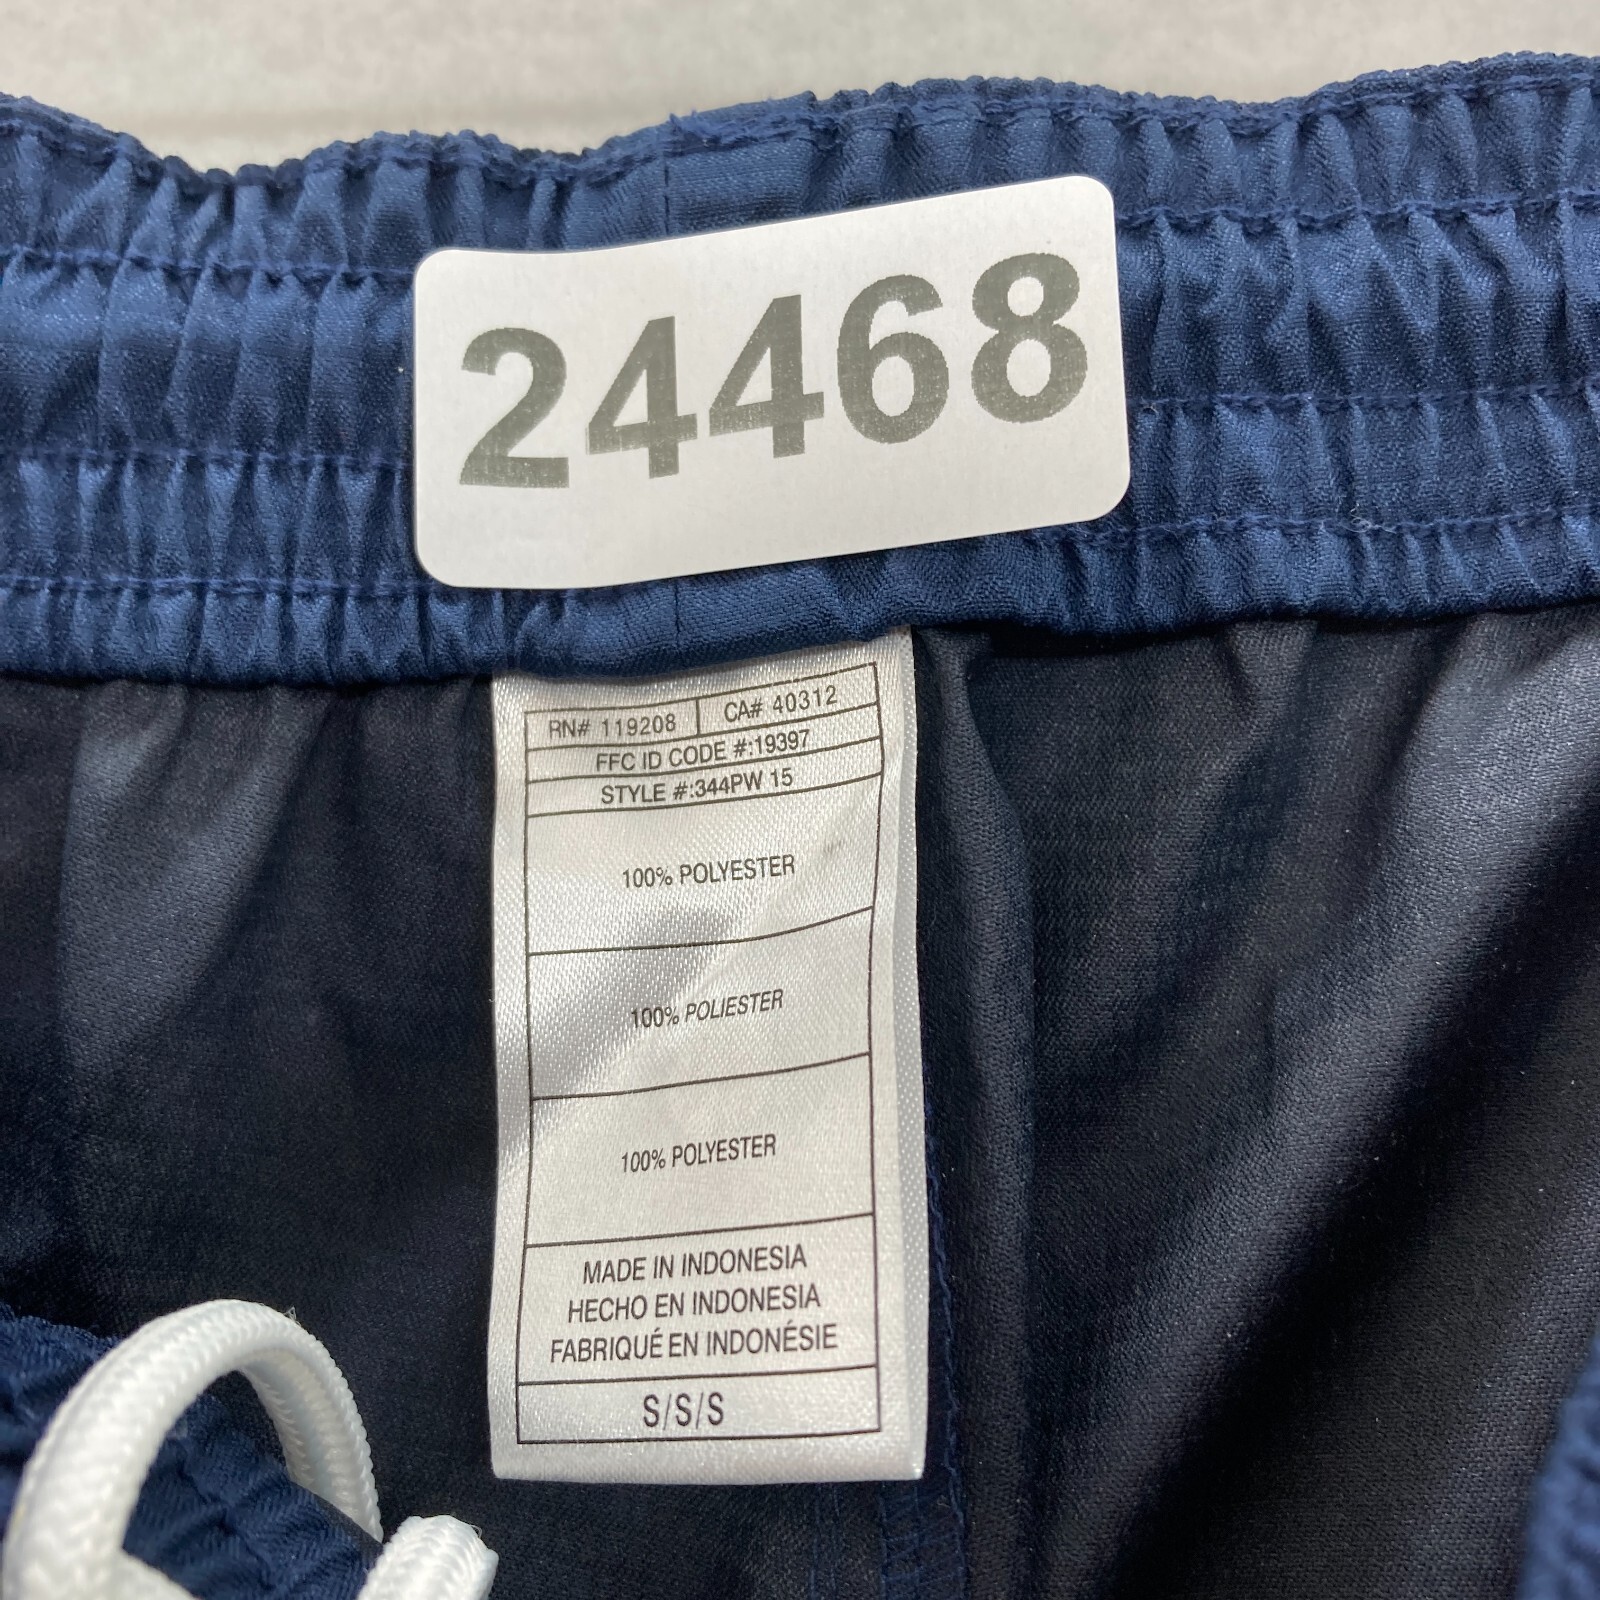 24468
RN# 119208 CA# 40312
FFC ID CODE #:19397
STYLE #:344PW 15
100% POLYESTER
100% POLIESTER
100% POLYESTER
MADE IN INDONESIA
HECHO EN INDONESIA
FABRIQUÉ EN INDONÉSIE
S/S/S